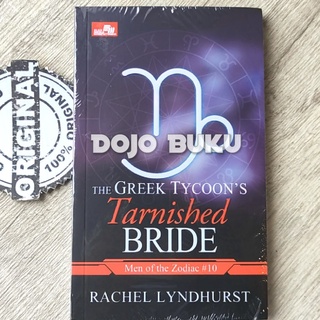 DOJO BUKU
THE GREEK TYCOON'S
Tarnished
BRIDE
Men of the Zodiac #10
RACHEL LYNDHURST
ORIGINAL
100% ORIGINAL